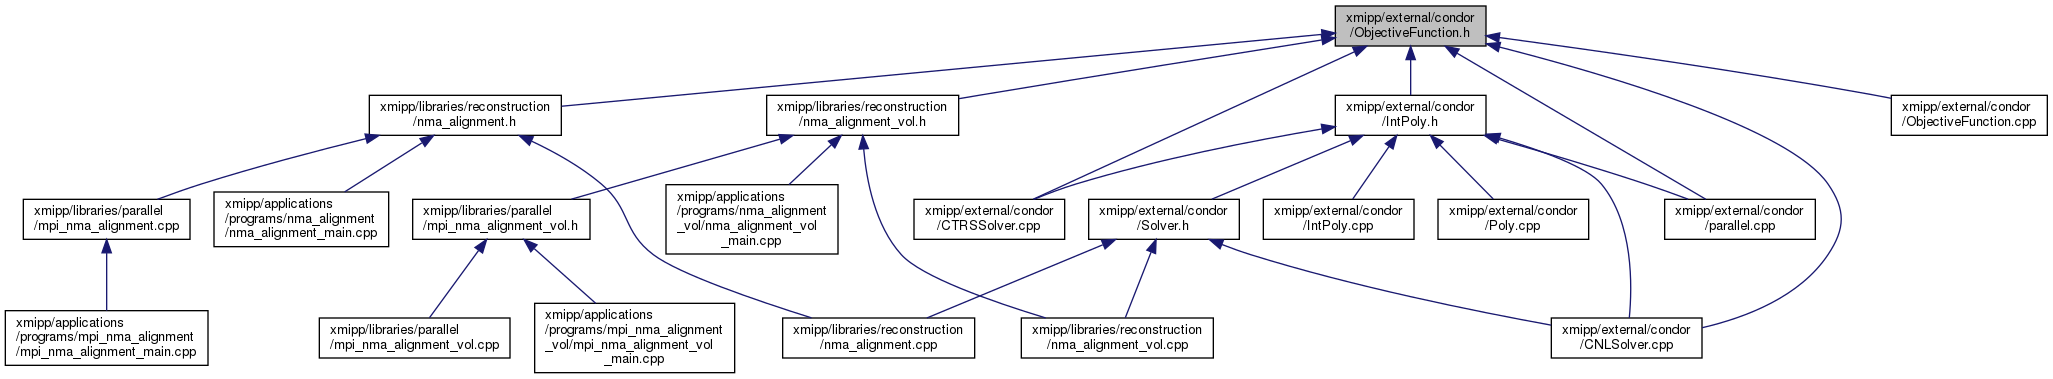 xmipp/external/condor
/ObjectiveFunction.h
xmipp/libraries/reconstruction
/nma_alignment.h
xmipp/libraries/reconstruction
/nma_alignment_vol.h
xmipp/external/condor
/IntPoly.h
xmipp/external/condor
/ObjectiveFunction.cpp
xmipp/libraries/parallel
/mpi_nma_alignment.cpp
xmipp/applications
/programs/nma_alignment
/nma_alignment_main.cpp
xmipp/libraries/parallel
/mpi_nma_alignment_vol.h
xmipp/applications
/programs/nma_alignment
_vol/nma_alignment_vol
_main.cpp
xmipp/external/condor
/CTRSSolver.cpp
xmipp/external/condor
/Solver.h
xmipp/external/condor
/IntPoly.cpp
xmipp/external/condor
/Poly.cpp
xmipp/external/condor
/parallel.cpp
xmipp/applications
/programs/mpi_nma_alignment
/mpi_nma_alignment_main.cpp
xmipp/libraries/parallel
/mpi_nma_alignment_vol.cpp
xmipp/applications
/programs/mpi_nma_alignment
_vol/mpi_nma_alignment_vol
_main.cpp
xmipp/libraries/reconstruction
/nma_alignment.cpp
xmipp/libraries/reconstruction
/nma_alignment_vol.cpp
xmipp/external/condor
/CNLSolver.cpp